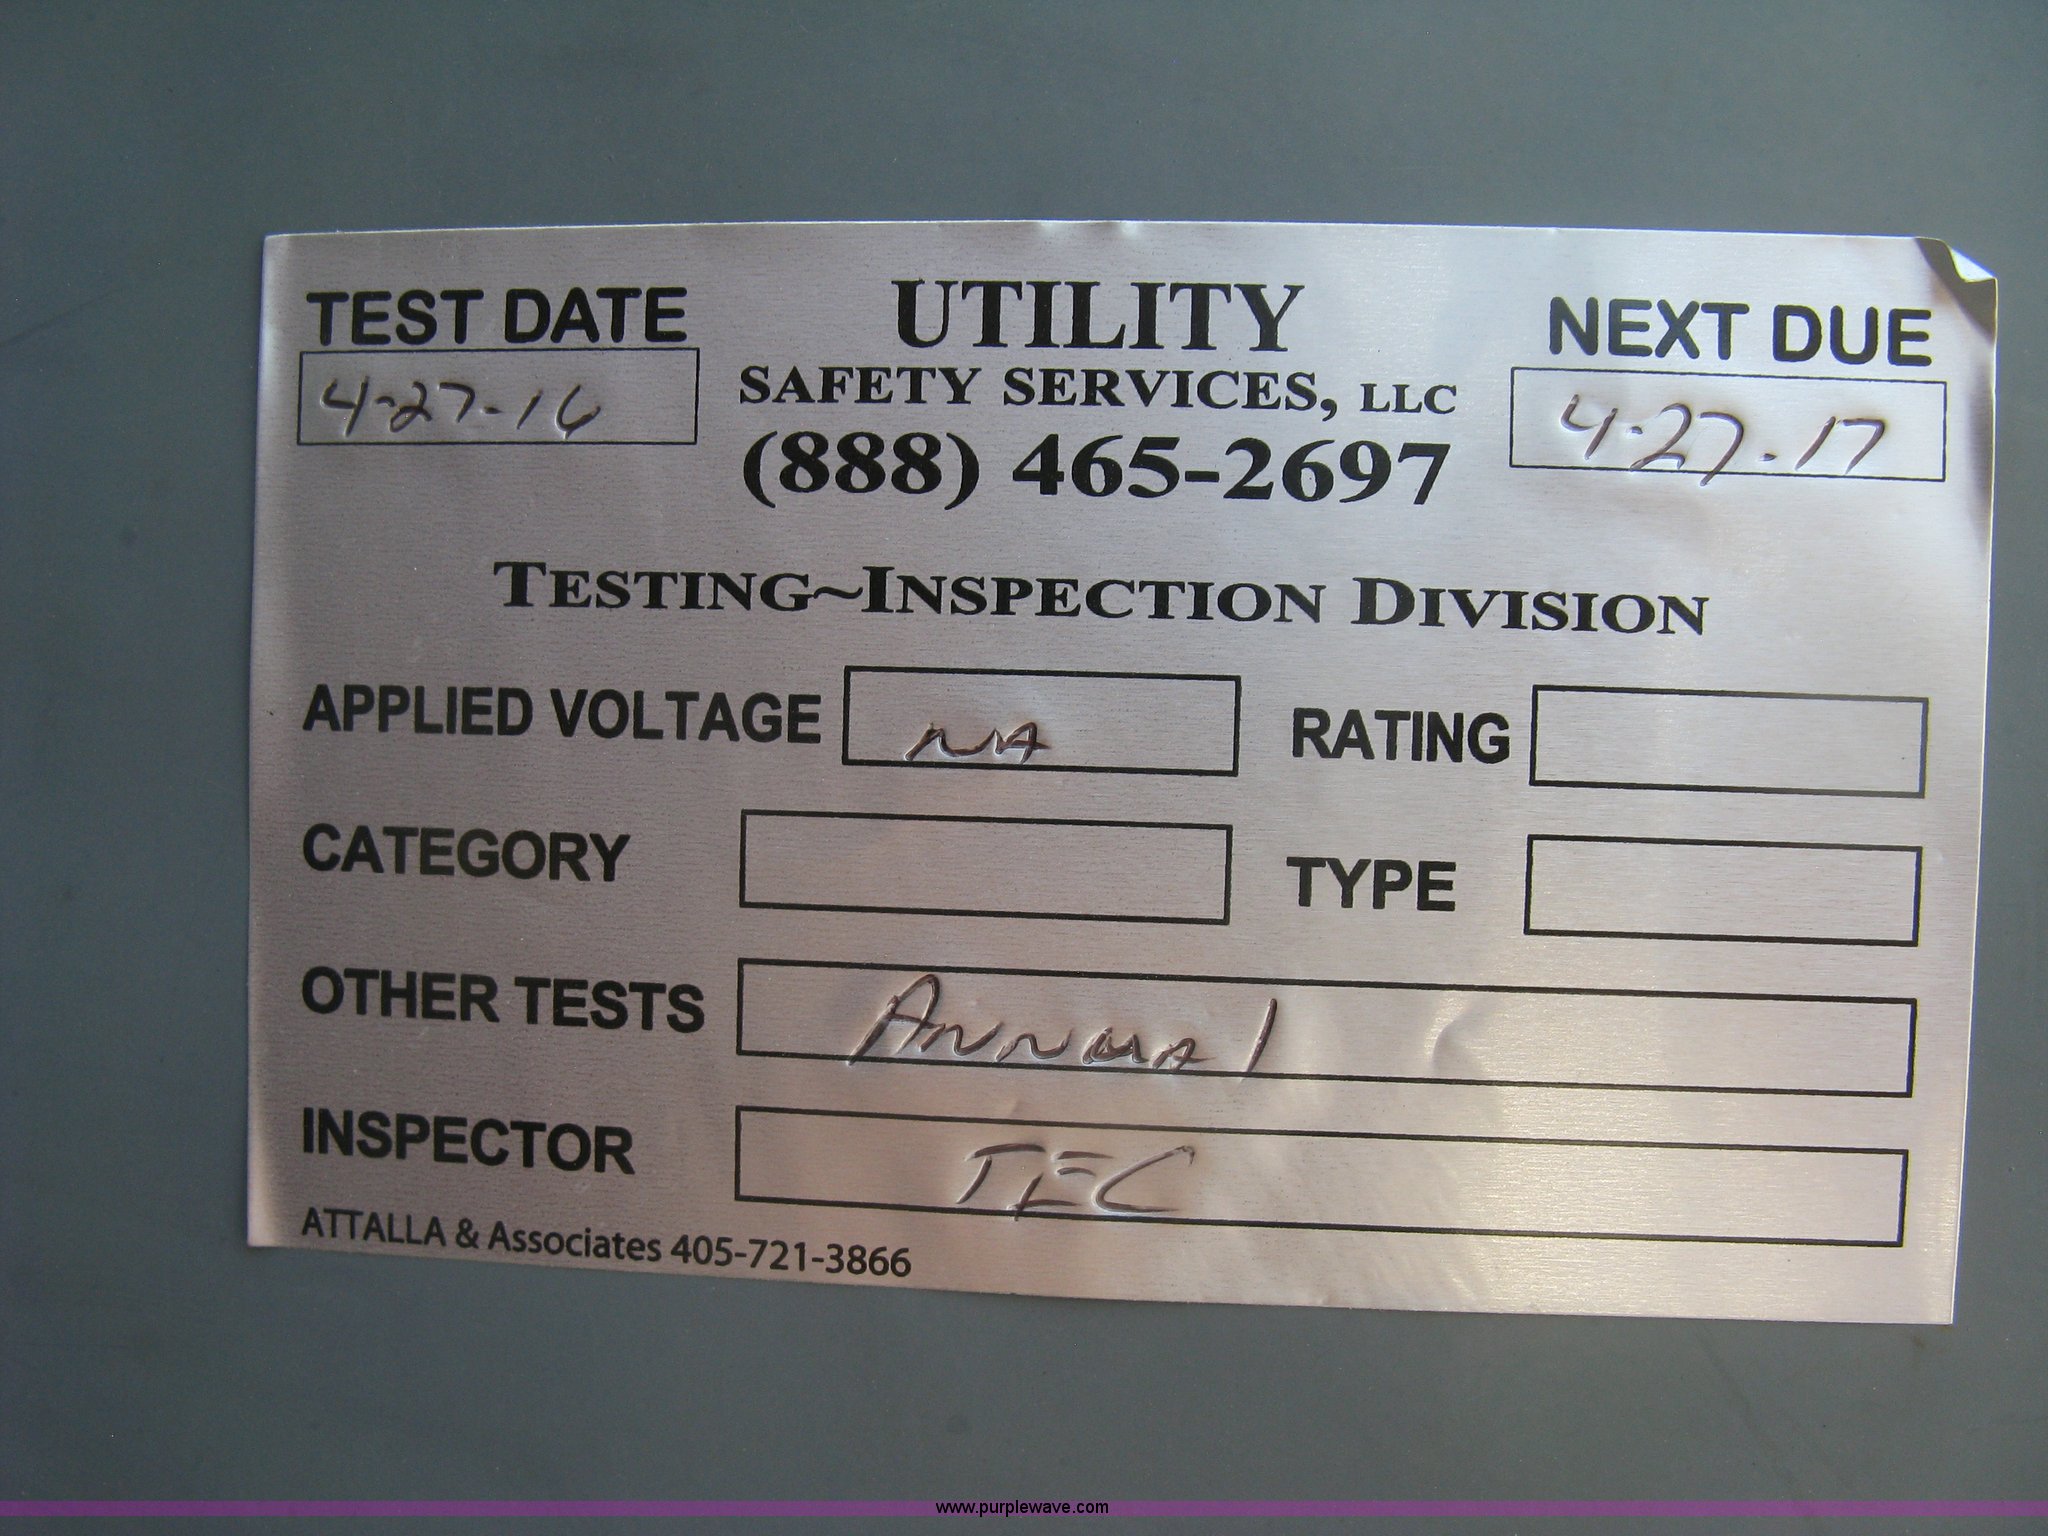 TEST DATE
4-27-16
UTILITY
SAFETY SERVICES, LLC
(888) 465-2697
NEXT DUE
4-27-17
TESTING~INSPECTION DIVISION
APPLIED VOLTAGE NA RATING
CATEGORY TYPE
OTHER TESTS Annual
INSPECTOR TEC
ATTALLA & Associates 405-721-3866
www.purplewave.com